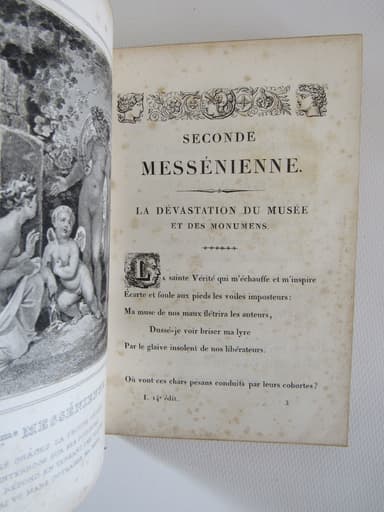 SECONDE
MESSÉNIENNE.
LA DÉVASTATION DU MUSÉE
ET DES MONUMENS.
LA sainte Vérité qui m'échauffe et m'inspire
Écarte et foule aux pieds les voiles imposteurs:
Ma muse de nos maux flétrira les auteurs,
Dussé-je voir briser ma lyre
Par le glaive insolent de nos libérateurs.
Où vont ces chars pesans conduits par leurs cohortes?
I. 14e édit. 3
MESSÉNIENNE